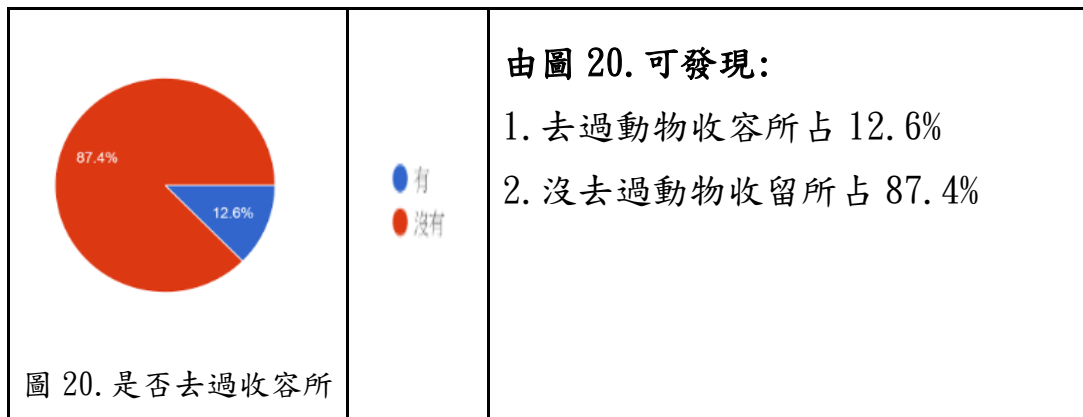 87.4%
12.6%
圖 20.是否去過收容所
有
沒有
由圖 20.可發現:
1.去過動物收容所占 12.6%
2.沒去過動物收留所占 87.4%